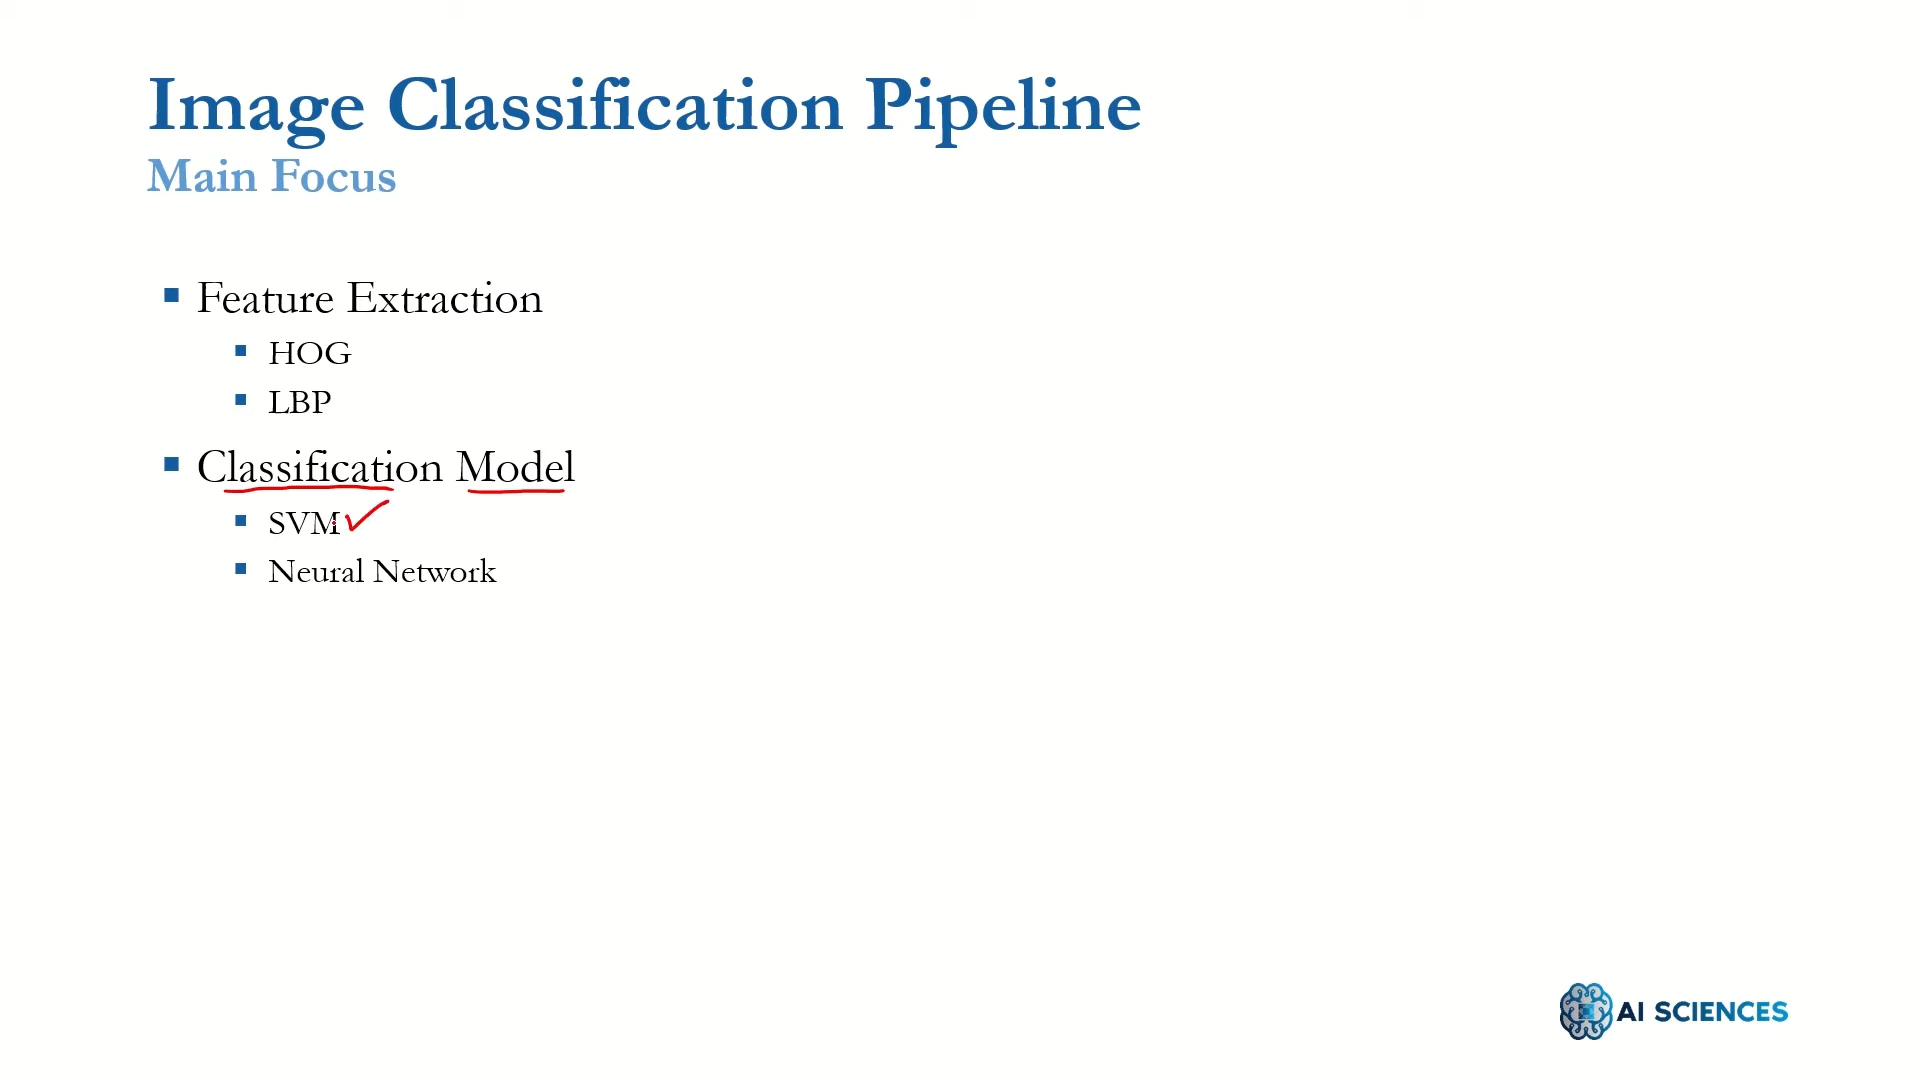 Image Classification Pipeline
Main Focus
Feature Extraction
HOG
LBP
Classification Model
SVM
Neural Network
AI SCIENCES